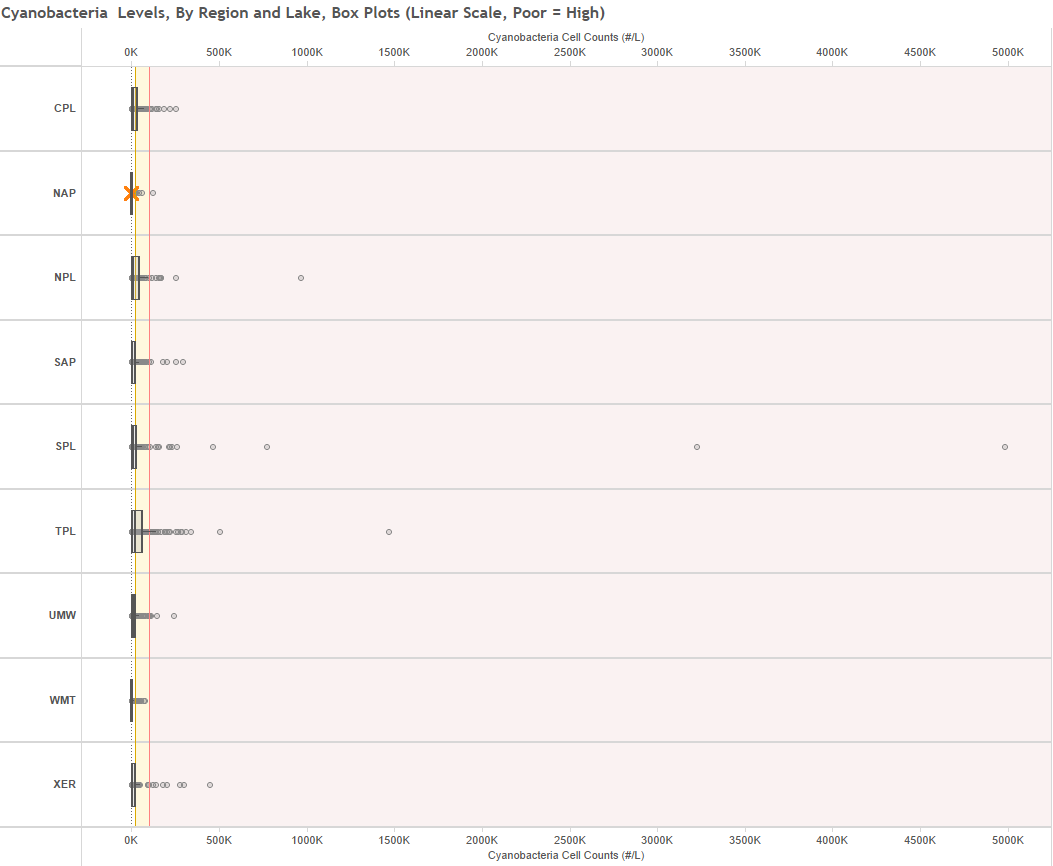 Cyanobacteria  Levels, By Region and Lake, Box Plots (Linear Scale, Poor = High)
Cyanobacteria Cell Counts (#/L)
0K 500K 1000K 1500K 2000K 2500K 3000K 3500K 4000K 4500K 5000K
CPL
NAP
NPL
SAP
SPL
TPL
UMW
WMT
XER
0K 500K 1000K 1500K 2000K 2500K 3000K 3500K 4000K 4500K 5000K
Cyanobacteria Cell Counts (#/L)